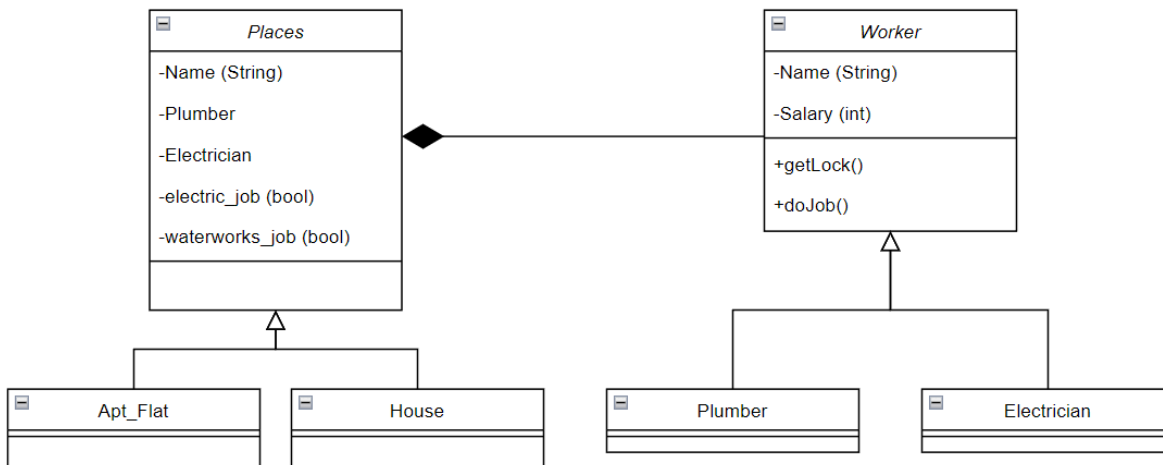 Places
-Name (String)
-Plumber
-Electrician
-electric_job (bool)
-waterworks_job (bool)
Worker
-Name (String)
-Salary (int)
+getLock()
+doJob()
Apt_Flat
House
Plumber
Electrician